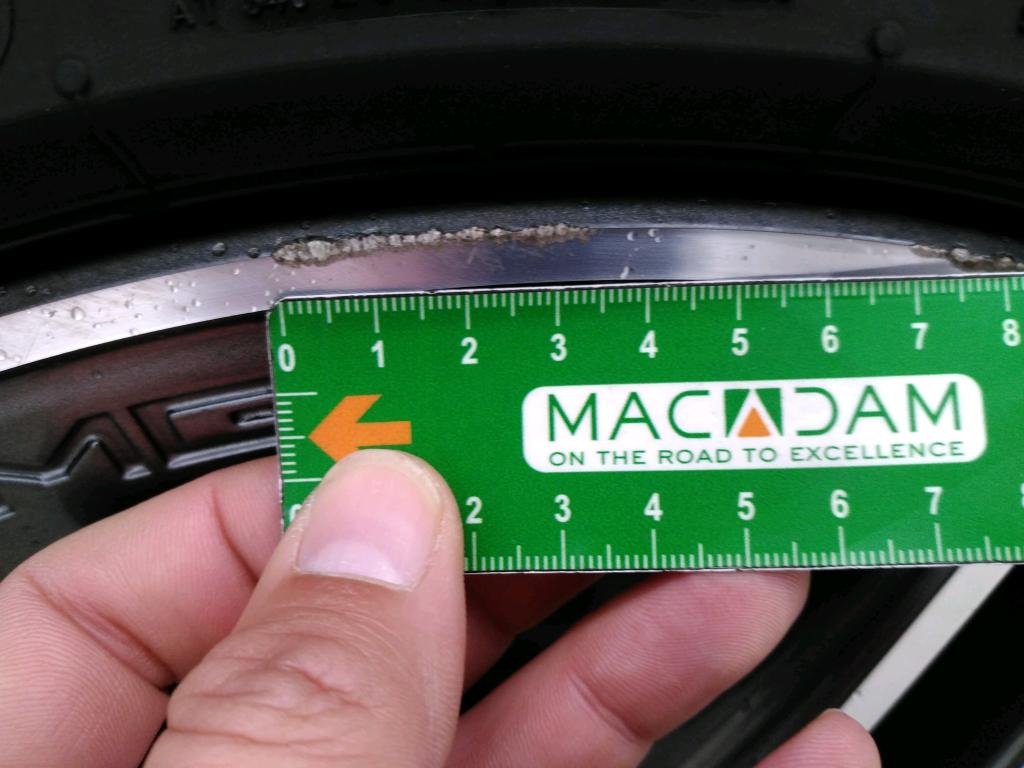 0 1 2 3 4 5 6 7 8
MACADAM
ON THE ROAD TO EXCELLENCE
2 3 4 5 6 7